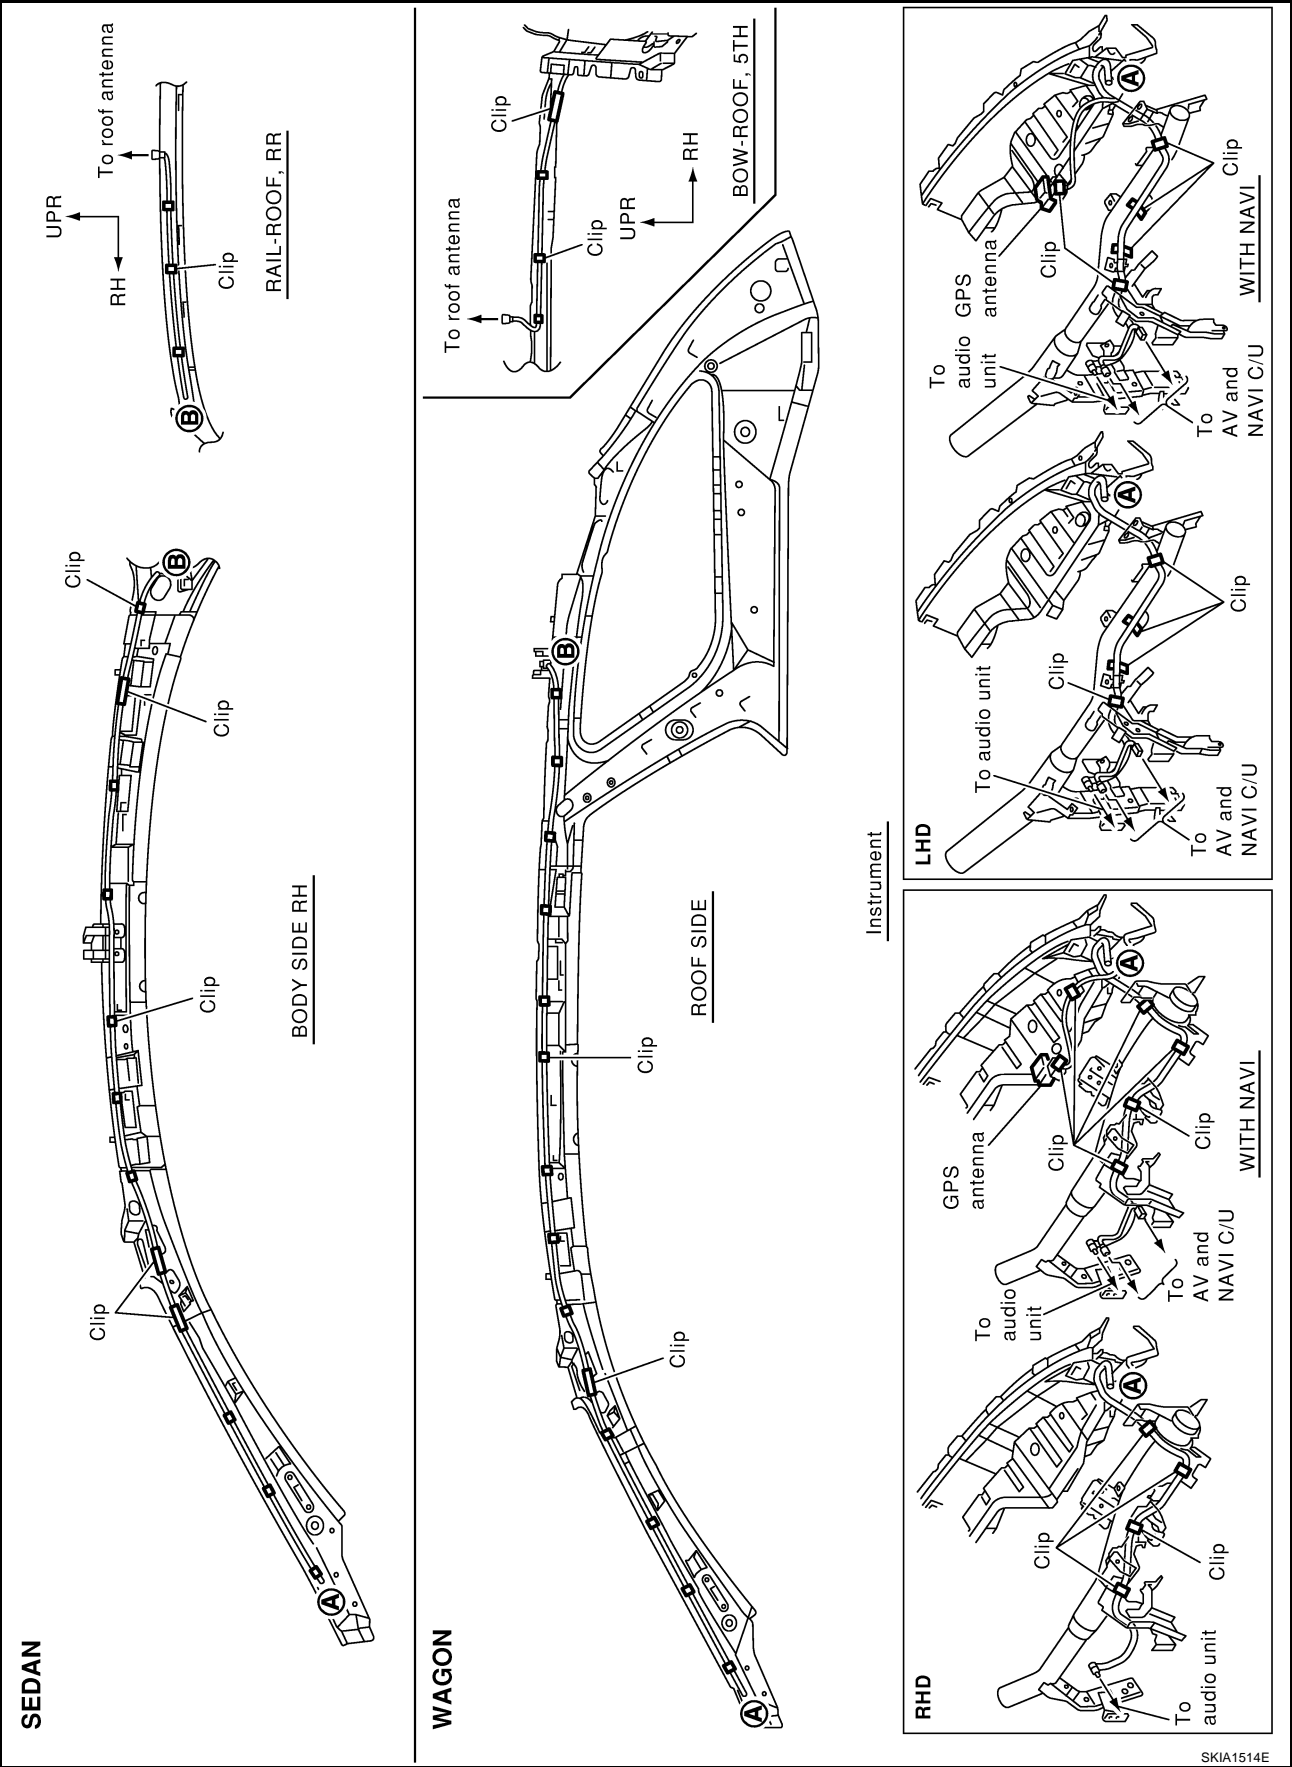 SEDAN
Clip
Clip
Clip
Clip
BODY SIDE RH
A
B
UPR
RH
To roof antenna
Clip
RAIL-ROOF, RR
B
WAGON
A
B
Clip
Clip
ROOF SIDE
To roof antenna
Clip
Clip
UPR
RH
BOW-ROOF, 5TH
Instrument
RHD
Clip
Clip
A
To
audio unit
GPS
antenna
Clip
Clip
A
To
audio
unit
To
AV and
NAVI C/U
WITH NAVI
LHD
To audio unit
Clip
Clip
A
To
AV and
NAVI C/U
To
audio
unit
GPS
antenna
Clip
Clip
A
To
AV and
NAVI C/U
WITH NAVI
SKIA1514E